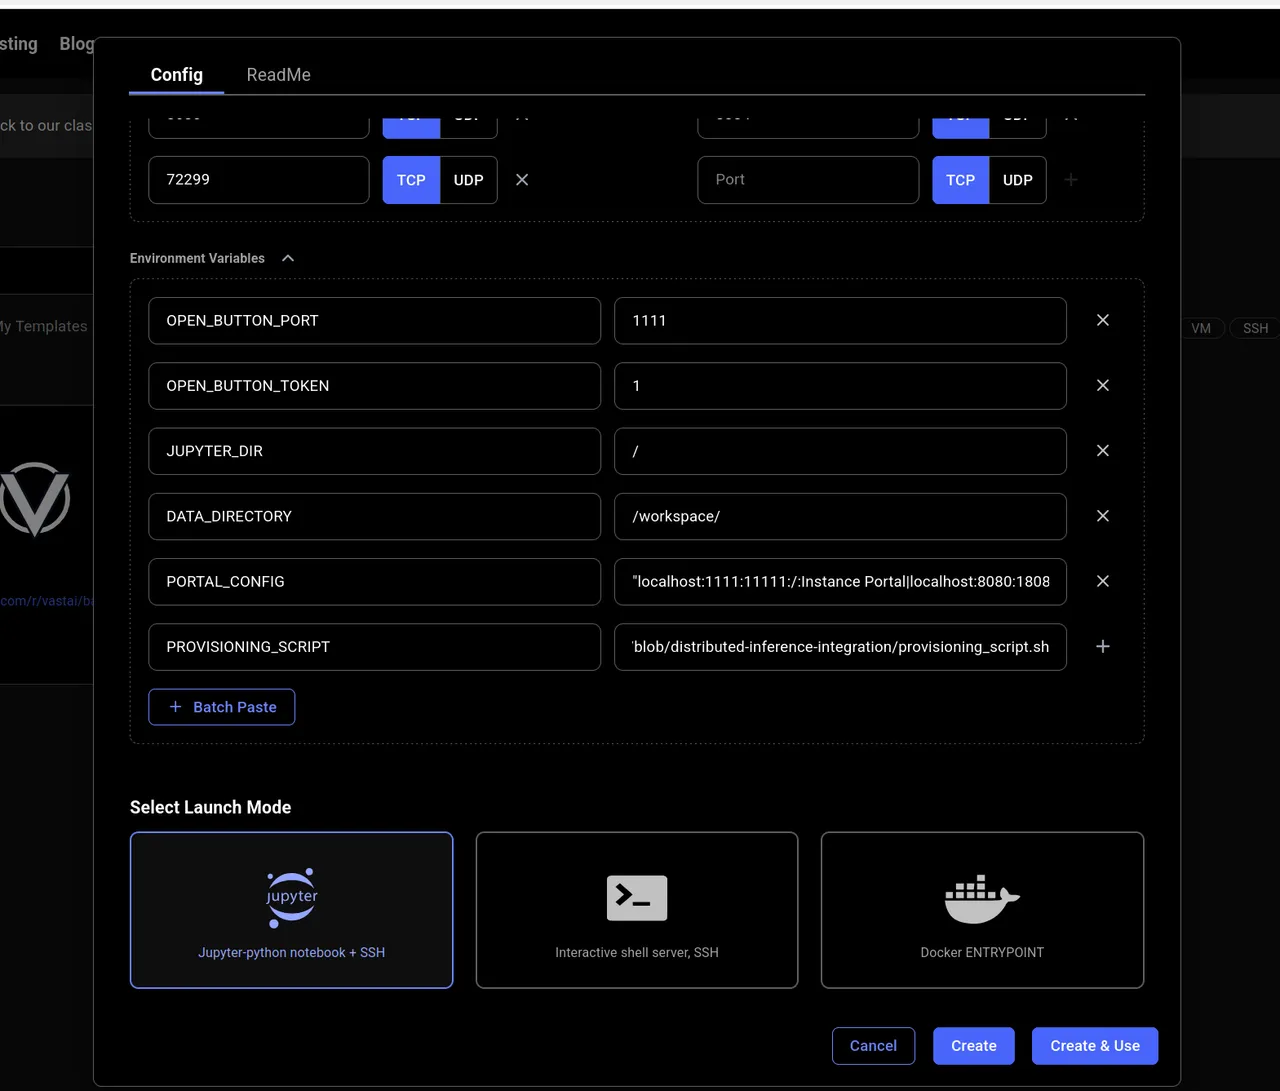 sting Blog
Config ReadMe
ck to our clas
72299 TCP UDP Port TCP UDP
Environment Variables
OPEN_BUTTON_PORT 1111
My Templates VM SSH
OPEN_BUTTON_TOKEN 1
JUPYTER_DIR /
DATA_DIRECTORY /workspace/
PORTAL_CONFIG "localhost:1111:11111:/:Instance Portal|localhost:8080:1808
com/r/vastai/ba
PROVISIONING_SCRIPT blob/distributed-inference-integration/provisioning_script.sh
+ Batch Paste
Select Launch Mode
jupyter
Jupyter-python notebook + SSH Interactive shell server, SSH Docker ENTRYPOINT
Cancel Create Create & Use